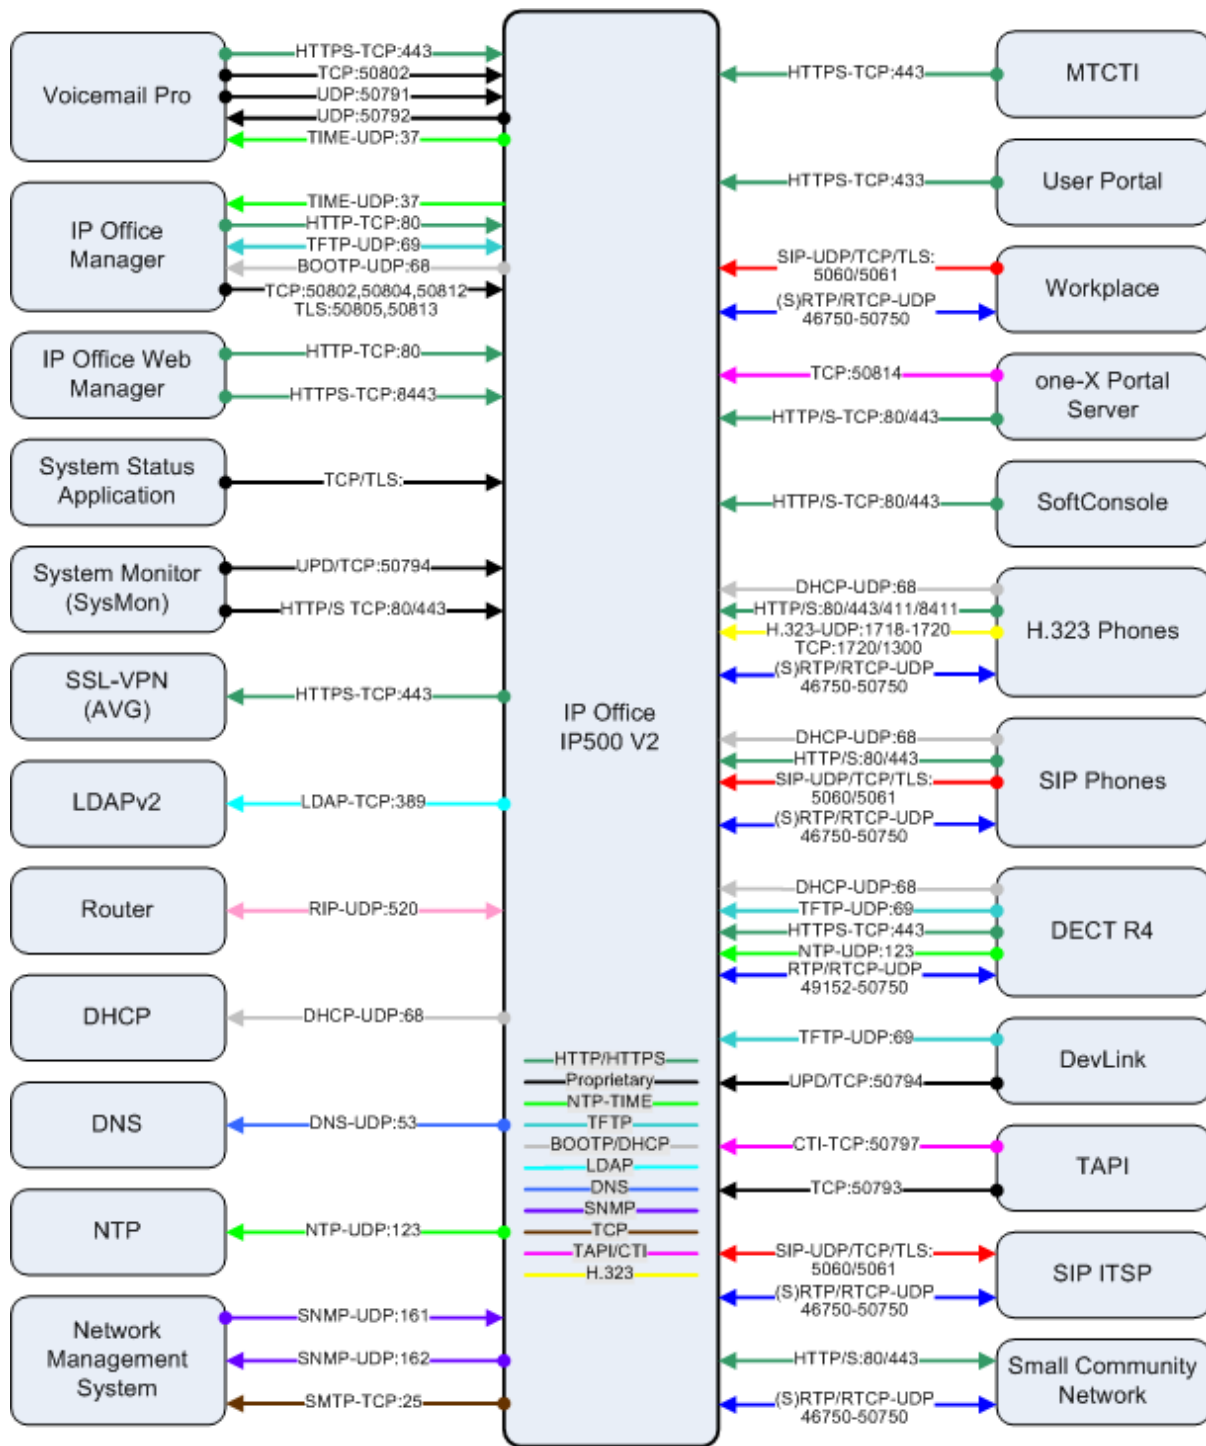 Voicemail Pro
HTTPS-TCP:443
TCP:50802
UDP:50791
UDP:50792
TIME-UDP:37
IP Office
Manager
TIME-UDP:37
HTTP-TCP:80
TFTP-UDP:69
BOOTP-UDP:68
TCP:50802,50804,50812
TLS:50805,50813
IP Office Web
Manager
HTTP-TCP:80
HTTPS-TCP:8443
System Status
Application
TCP/TLS:
System Monitor
(SysMon)
UPD/TCP:50794
HTTP/S TCP:80/443
SSL-VPN
(AVG)
HTTPS-TCP:443
LDAPv2
LDAP-TCP:389
Router
RIP-UDP:520
DHCP
DHCP-UDP:68
DNS
DNS-UDP:53
NTP
NTP-UDP:123
Network
Management
System
SNMP-UDP:161
SNMP-UDP:162
SMTP-TCP:25
IP Office
IP500 V2
HTTP/HTTPS
Proprietary
NTP-TIME
TFTP
BOOTP/DHCP
LDAP
DNS
SNMP
TCP
TAPI/CTI
H.323
HTTPS-TCP:443
MTCTI
HTTPS-TCP:433
User Portal
SIP-UDP/TCP/TLS:
5060/5061
(S)RTP/RTCP-UDP
46750-50750
Workplace
TCP:50814
HTTP/S-TCP:80/443
one-X Portal
Server
HTTP/S-TCP:80/443
SoftConsole
DHCP-UDP:68
HTTP/S:80/443/411/8411
H.323-UDP:1718-1720
TCP:1720/1300
(S)RTP/RTCP-UDP
46750-50750
H.323 Phones
DHCP-UDP:68
HTTP/S:80/443
SIP-UDP/TCP/TLS:
5060/5061
(S)RTP/RTCP-UDP
46750-50750
SIP Phones
DHCP-UDP:68
TFTP-UDP:69
HTTPS-TCP:443
NTP-UDP:123
RTP/RTCP-UDP
49152-50750
DECT R4
TFTP-UDP:69
UPD/TCP:50794
DevLink
CTI-TCP:50797
TCP:50793
TAPI
SIP-UDP/TCP/TLS:
5060/5061
(S)RTP/RTCP-UDP
46750-50750
SIP ITSP
HTTP/S:80/443
(S)RTP/RTCP-UDP
46750-50750
Small Community
Network